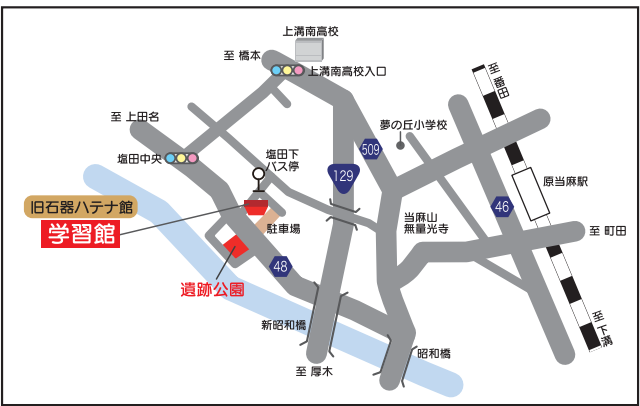 上溝南高校
至 橋本
上溝南高校入口
至 番田
至 上田名
夢の丘小学校
509
塩田中央
塩田下
バス停
129
原当麻駅
旧石器ハテナ館
学習館
駐車場
当麻山
無量光寺
46
至 町田
48
遺跡公園
新昭和橋
至 下溝
昭和橋
至 厚木